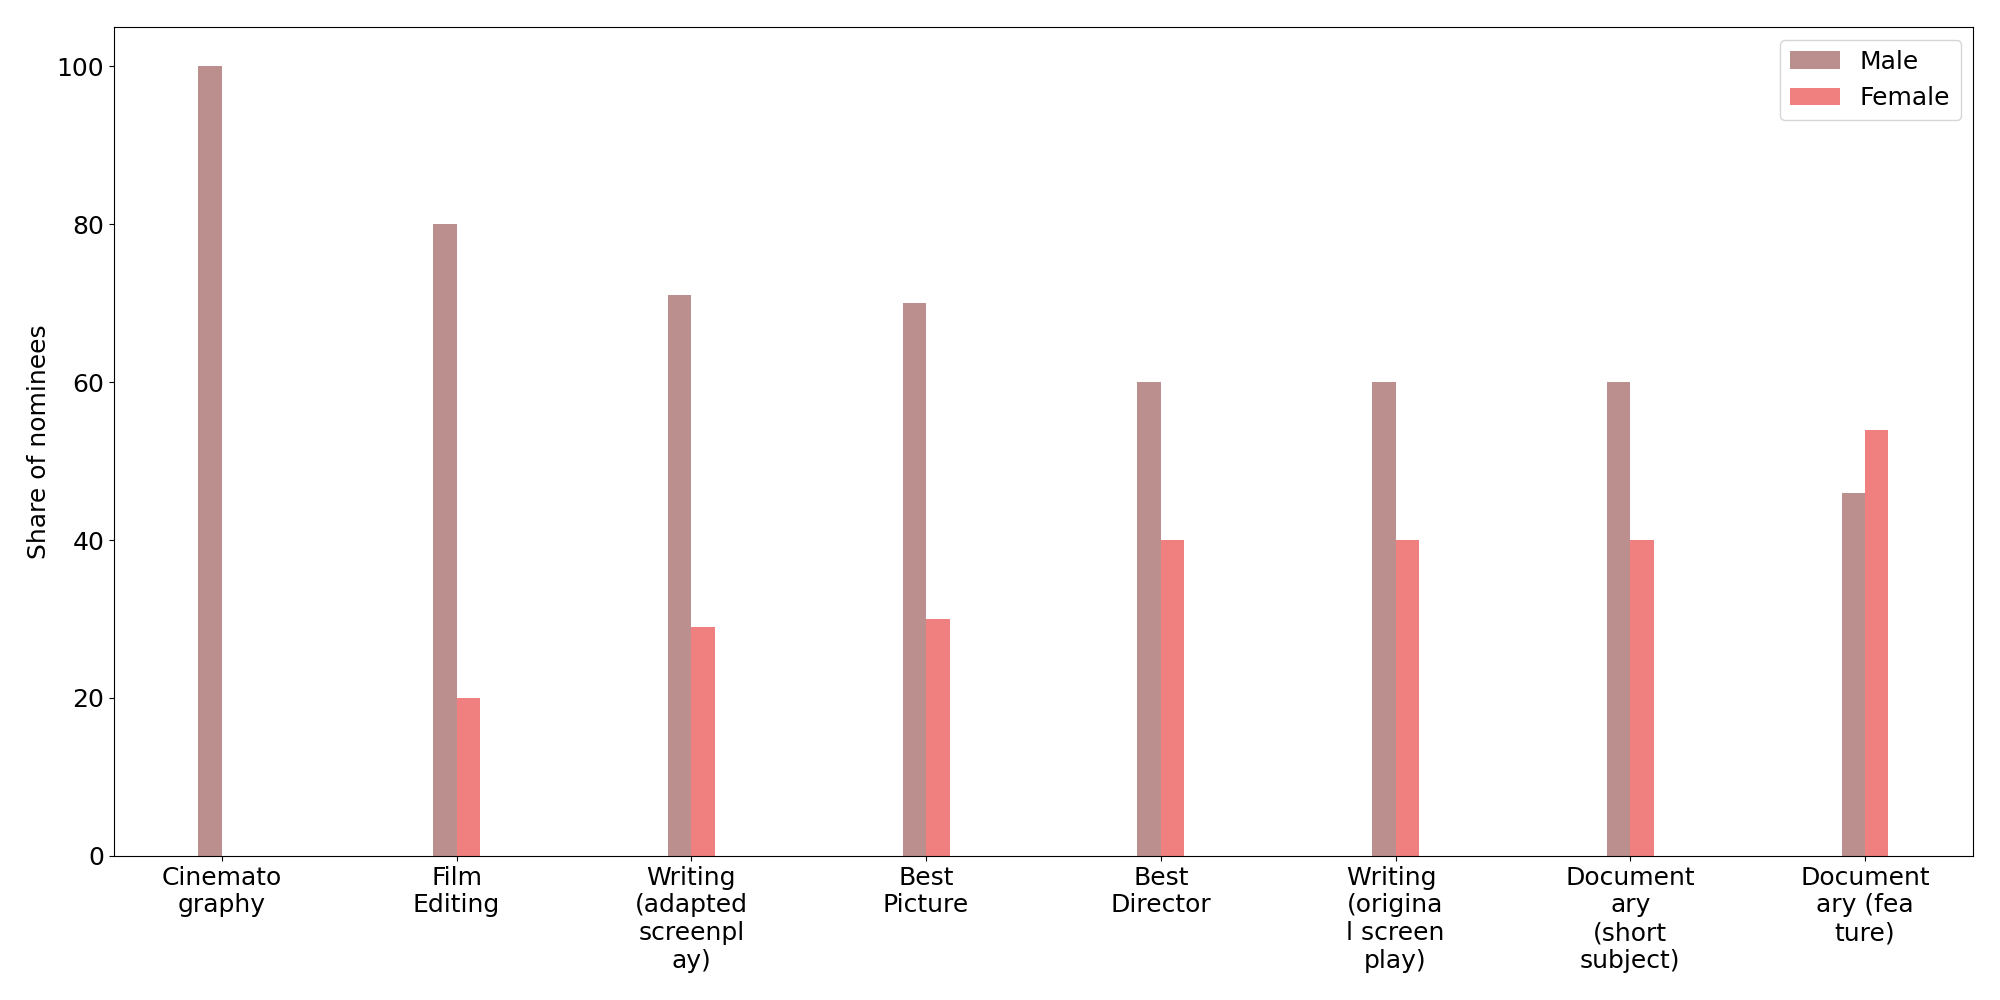 Male
Female
Share of nominees
100
80
60
40
20
0
Cinemato
graphy
Film
Editing
Writing
(adapted
screenpl
ay)
Best
Picture
Best
Director
Writing
(origina
l screen
play)
Document
ary
(short
subject)
Document
ary (fea
ture)